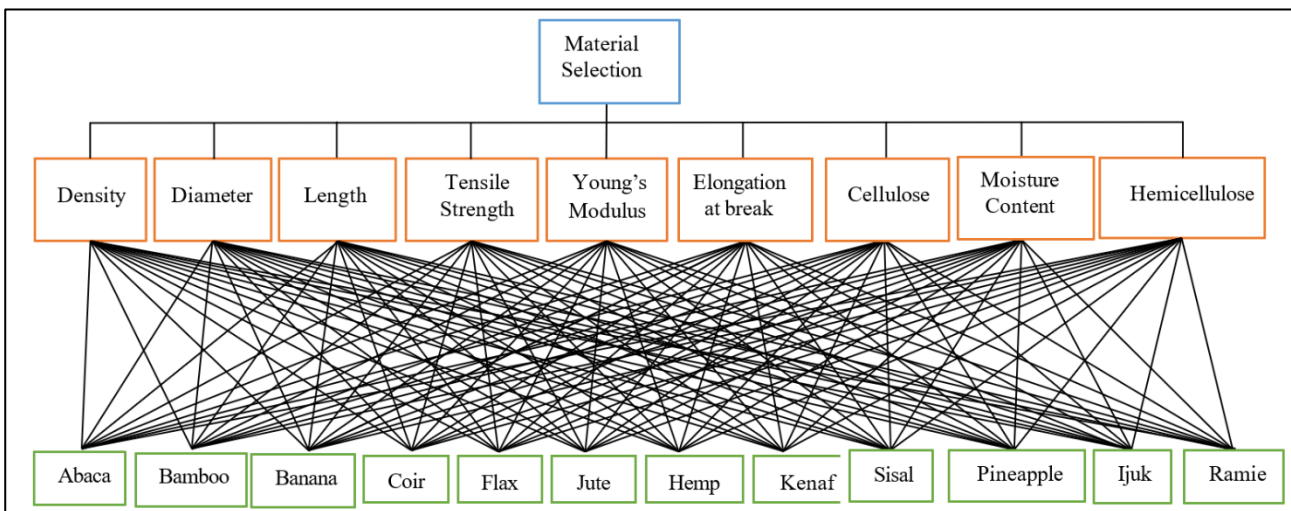 Material
Selection
Density
Diameter
Length
Tensile
Strength
Young’s
Modulus
Elongation
at break
Cellulose
Moisture
Content
Hemicellulose
Abaca
Bamboo
Banana
Coir
Flax
Jute
Hemp
Kenaf
Sisal
Pineapple
Ijuk
Ramie